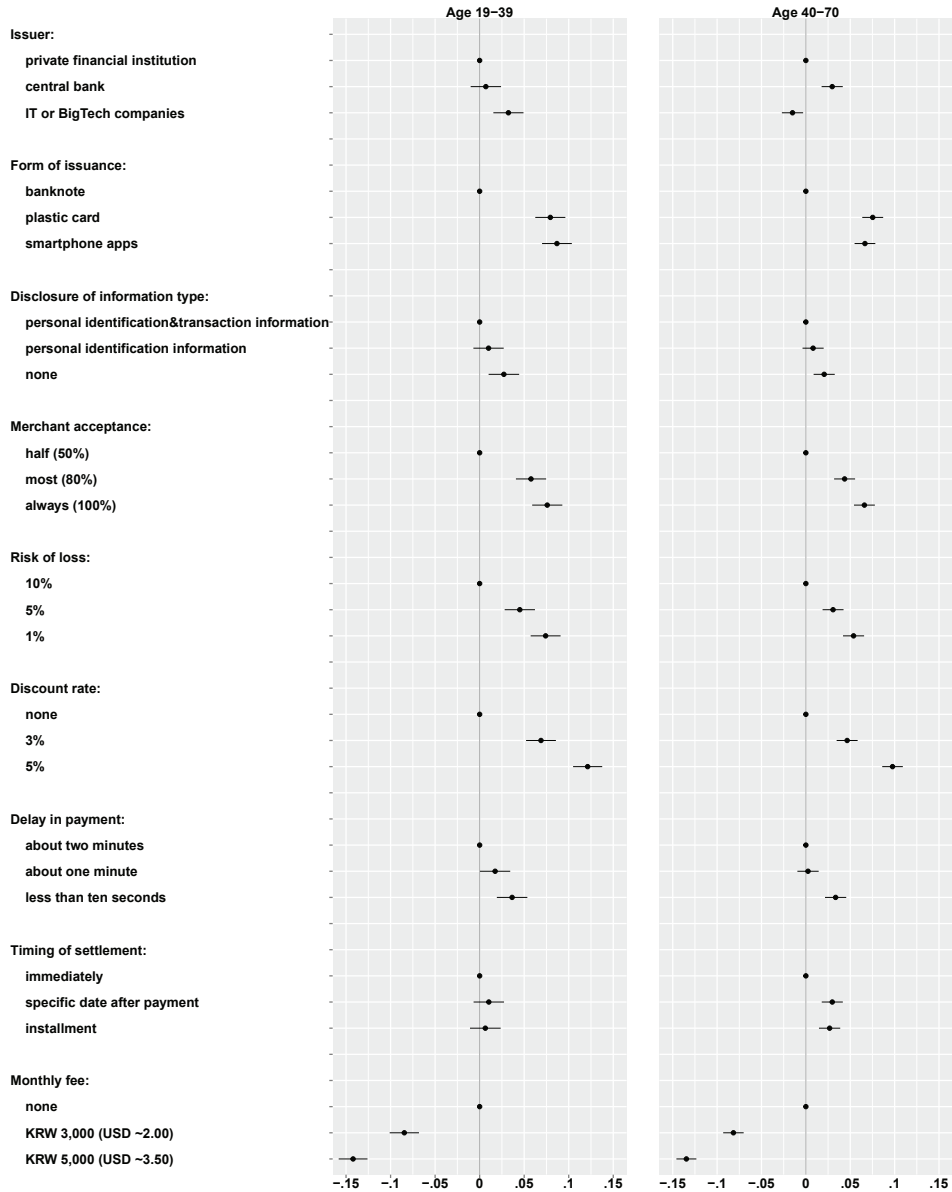 Age 19−39 Age 40−70
Issuer:
private financial institution
central bank
IT or BigTech companies
Form of issuance:
banknote
plastic card
smartphone apps
Disclosure of information type:
personal identification&transaction information
personal identification information
none
Merchant acceptance:
half (50%)
most (80%)
always (100%)
Risk of loss:
10%
5%
1%
Discount rate:
none
3%
5%
Delay in payment:
about two minutes
about one minute
less than ten seconds
Timing of settlement:
immediately
specific date after payment
installment
Monthly fee:
none
KRW 3,000 (USD ~2.00)
KRW 5,000 (USD ~3.50)
−.15 −.1 −.05 0 .05 .1 .15 −.15 −.1 −.05 0 .05 .1 .15